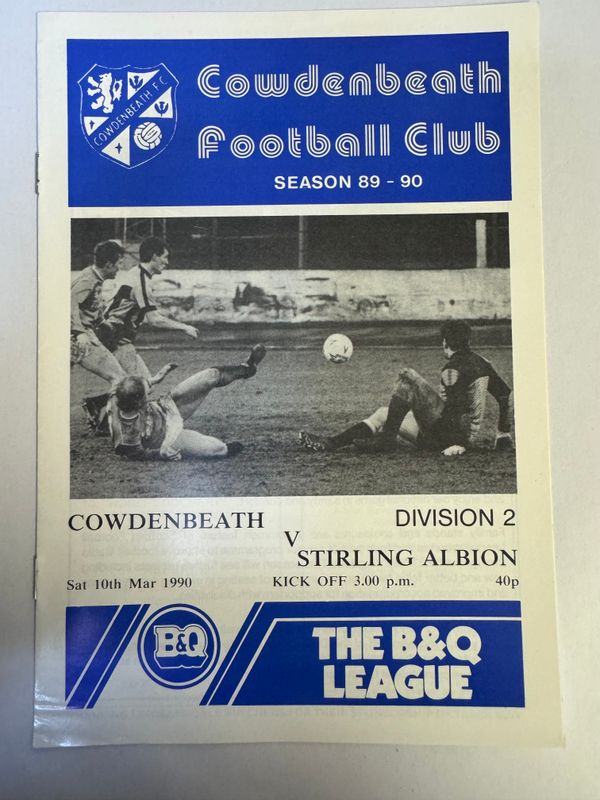 COWDENBEATH F.C
Cowdenbeath
Football Club
SEASON 89 - 90
COWDENBEATH
DIVISION 2
V
STIRLING ALBION
Sat 10th Mar 1990
KICK OFF 3.00 p.m.
40p
B&Q
THE B&Q
LEAGUE